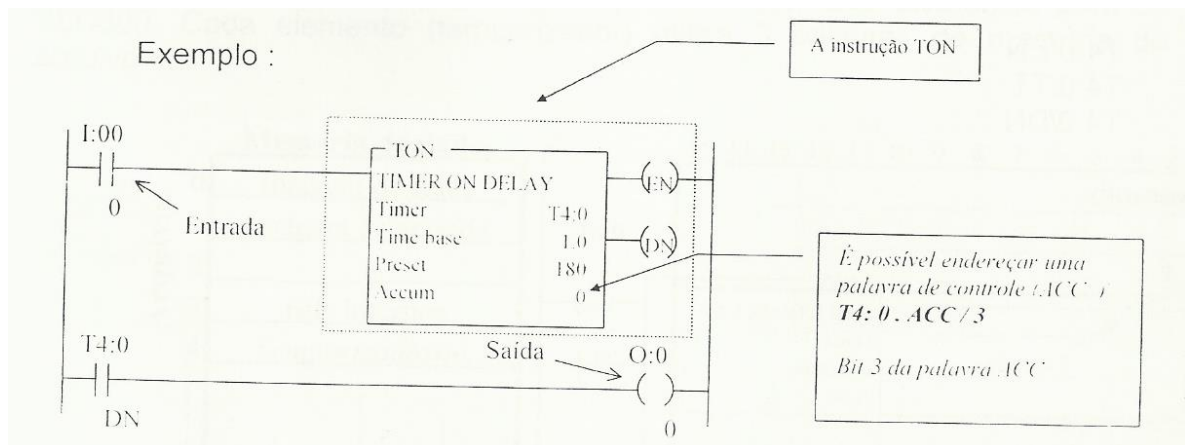 Exemplo :
A instrução TON
I:00
0
Entrada
TON
TIMER ON DELAY
Timer T4:0
Time base 1.0
Preset 180
Accum 0
EN
DN
É possível endereçar uma
palavra de controle (ACC )
T4: 0 . ACC / 3
Bit 3 da palavra ACC
T4:0
DN
Saída
O:0
0